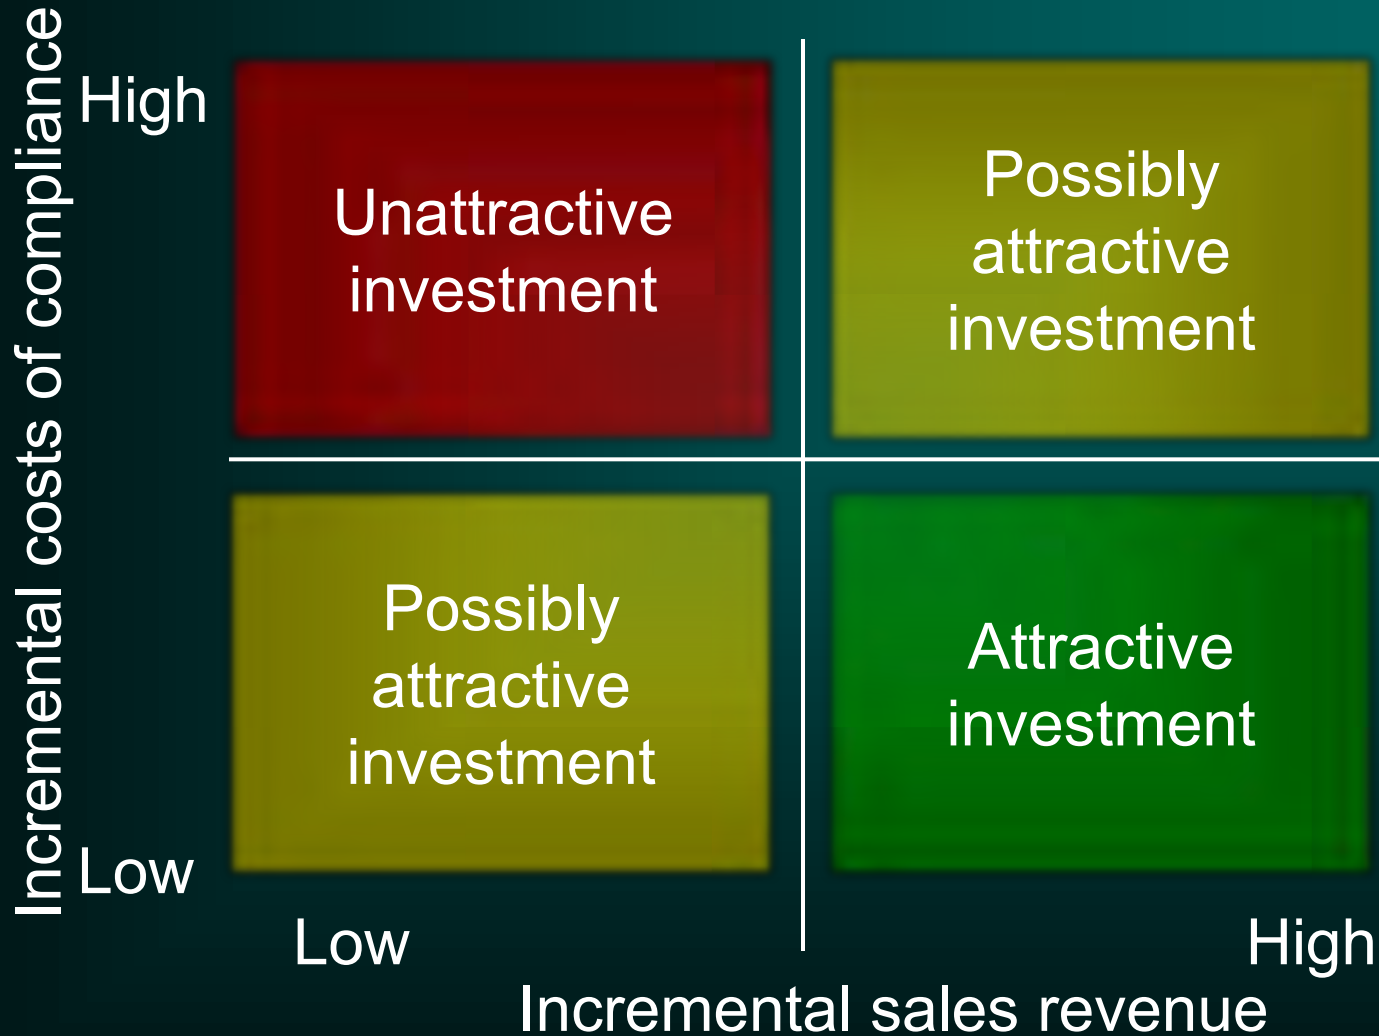 Incremental costs of compliance
High
Unattractive
investment
Possibly
attractive
investment
Possibly
attractive
investment
Attractive
investment
Low
Low
High
Incremental sales revenue